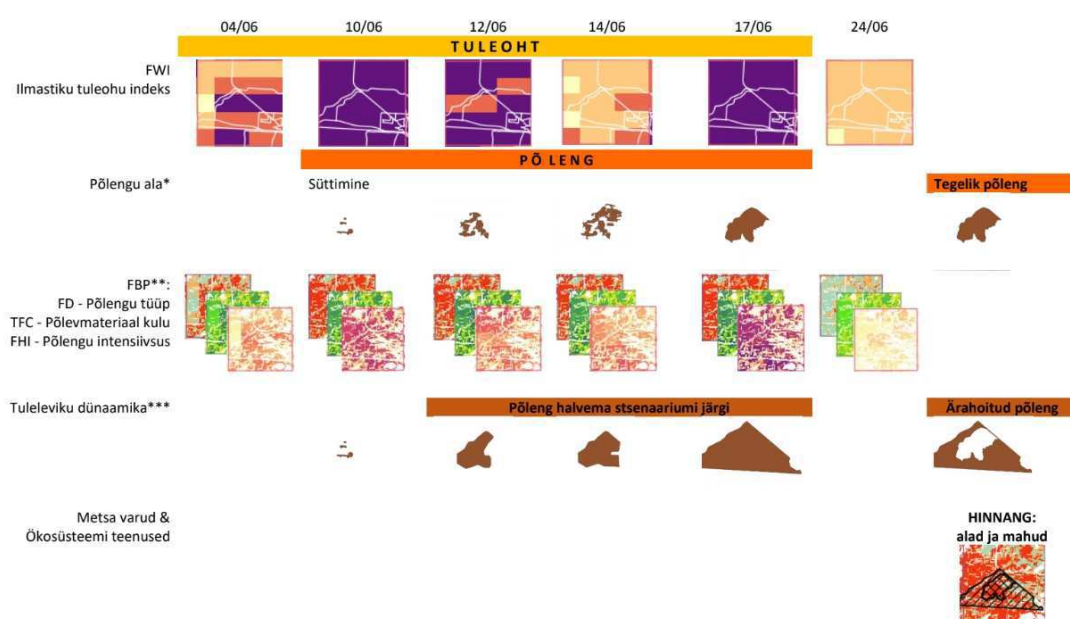 04/06 10/06 12/06 14/06 17/06 24/06
TULEOHT
FWI
Ilmastiku tuleohu indeks
PÕLENG
Põlengu ala*
Süttimine
Tegelik põleng
FBP**:
FD - Põlengu tüüp
TFC - Põlevmaterjal kulu
FHI - Põlengu intensiivsus
Tuleleviku dünaamika***
Põleng halvema stsenaariumi järgi
Ärahoitud põleng
Metsa varud &
Ökosüsteemi teenused
HINNANG:
alad ja mahud